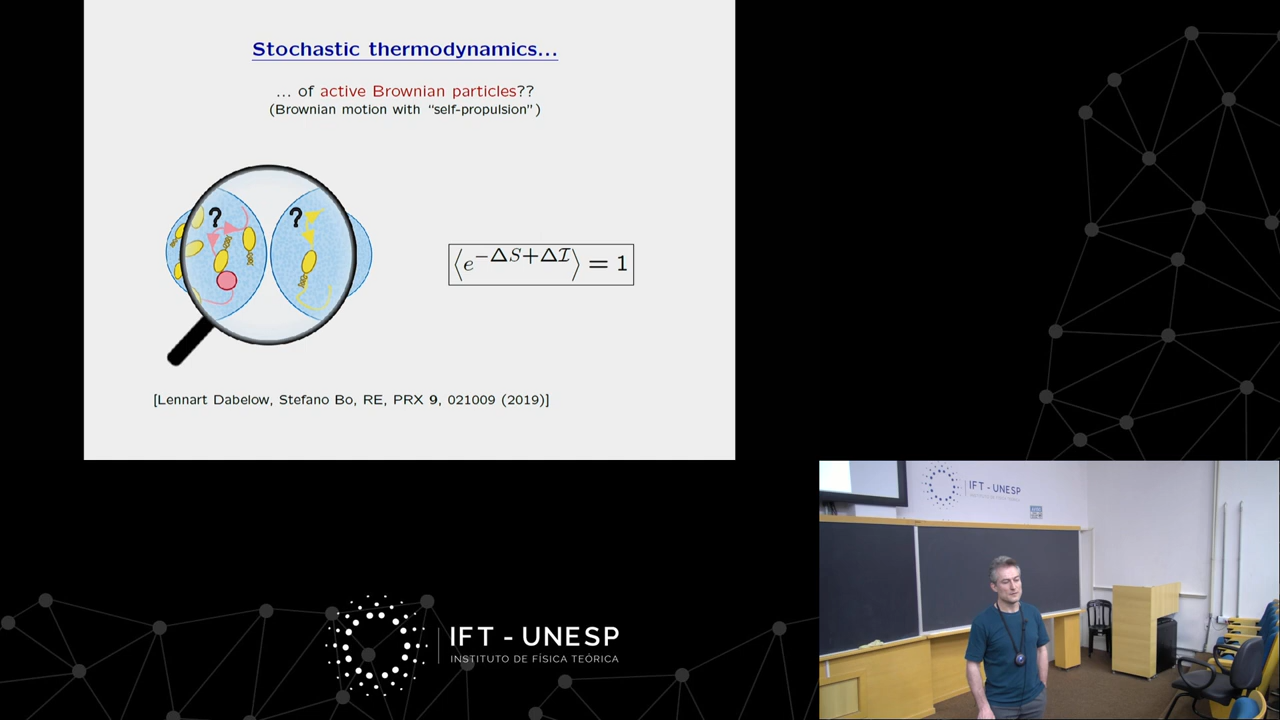 Stochastic thermodynamics...
... of active Brownian particles??
(Brownian motion with “self-propulsion”)
? ?
⟨e^{−ΔS+Δℐ}⟩ = 1
[Lennart Dabelow, Stefano Bo, RE, PRX 9, 021009 (2019)]
IFT - UNESP
INSTITUTO DE FÍSICA TEÓRICA
IFT - UNESP